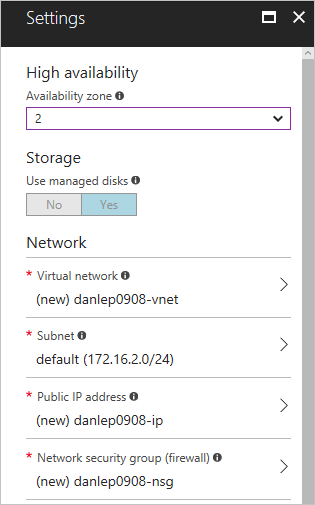 Settings
High availability
Availability zone
2
Storage
Use managed disks
No Yes
Network
* Virtual network
(new) danlep0908-vnet
* Subnet
default (172.16.2.0/24)
* Public IP address
(new) danlep0908-ip
* Network security group (firewall)
(new) danlep0908-nsg